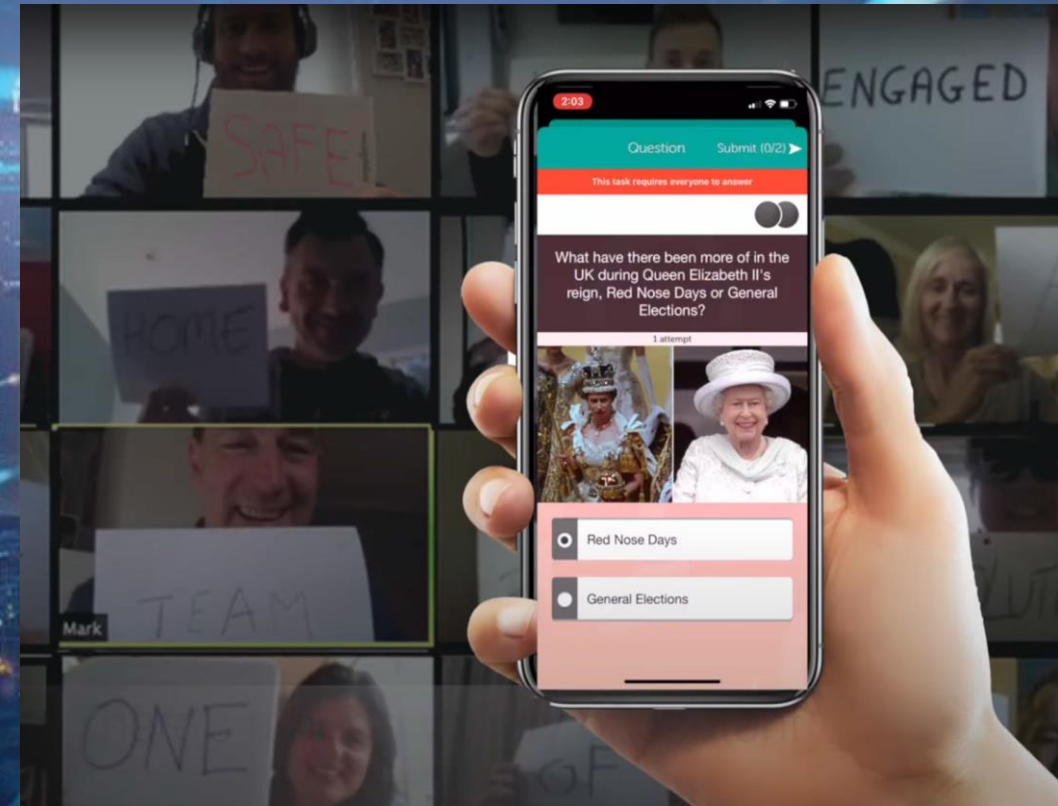 SAFE!
ENGAGED
HOME
TEAM
Mark
ONE
OF
2:03
Question
Submit (0/2)
This task requires everyone to answer
What have there been more of in the
UK during Queen Elizabeth II's
reign, Red Nose Days or General
Elections?
1 attempt
Red Nose Days
General Elections